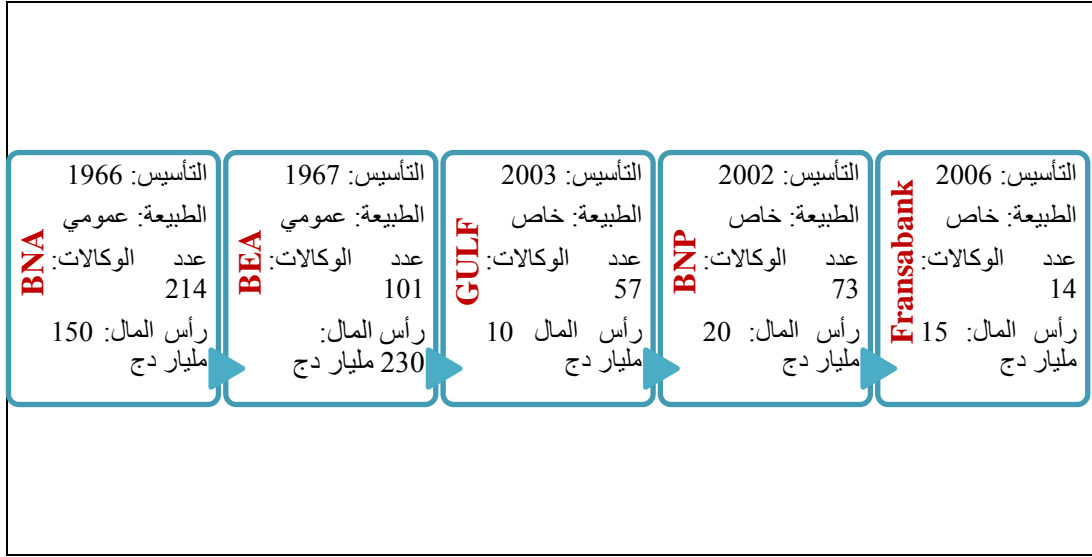 BNA
التأسيس: 1966
الطبيعة: عمومي
عدد الوكالات:
214
رأس المال: 150
مليار دج
BEA
التأسيس: 1967
الطبيعة: عمومي
عدد الوكالات:
101
رأس المال:
230 مليار دج
GULF
التأسيس: 2003
الطبيعة: خاص
عدد الوكالات:
57
رأس المال 10
مليار دج
BNP
التأسيس: 2002
الطبيعة: خاص
عدد الوكالات:
73
رأس المال: 20
مليار دج
Fransabank
التأسيس: 2006
الطبيعة: خاص
عدد الوكالات:
14
رأس المال: 15
مليار دج